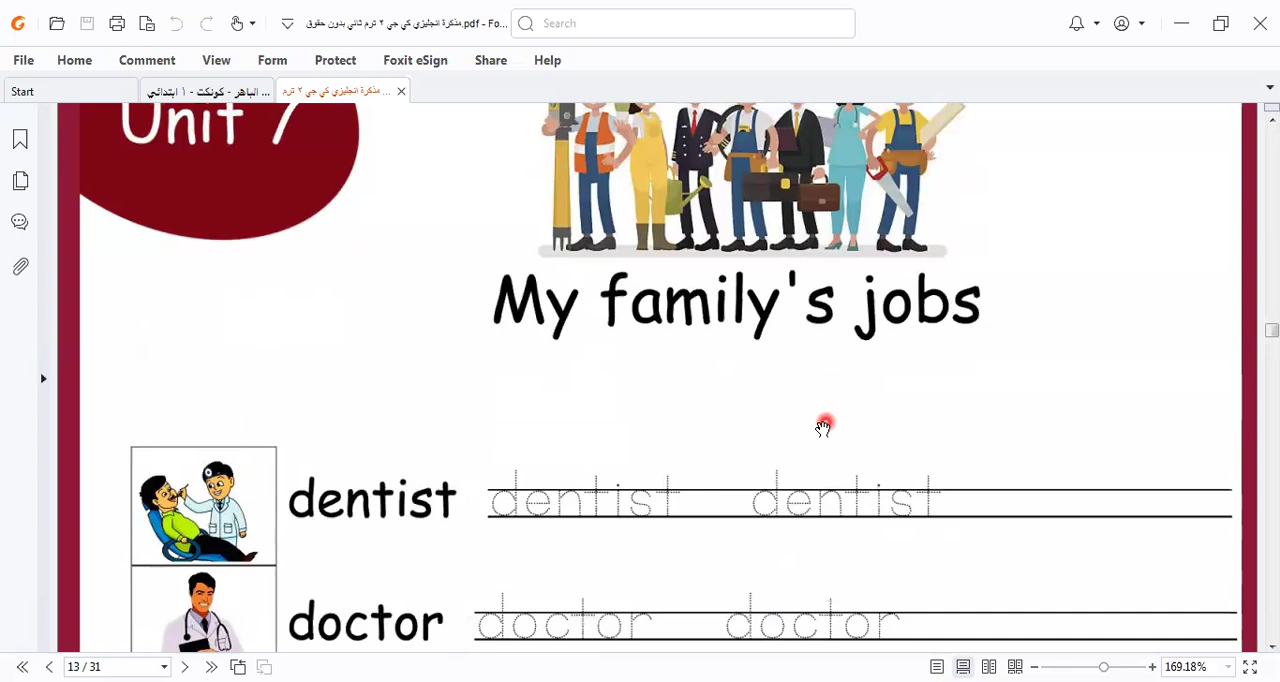 مذكرة انجليزي كي جي ٢ ترم ثاني بدون حقوق.pdf - Fox...
Search
File Home Comment View Form Protect Foxit eSign Share Help
Start
... الباهر - كونكت - ١ ابتدائي
... مذكرة انجليزي كي جي ٢ ترم
Unit 7
My family's jobs
dentist dentist dentist
doctor doctor doctor
13 / 31
169.18%